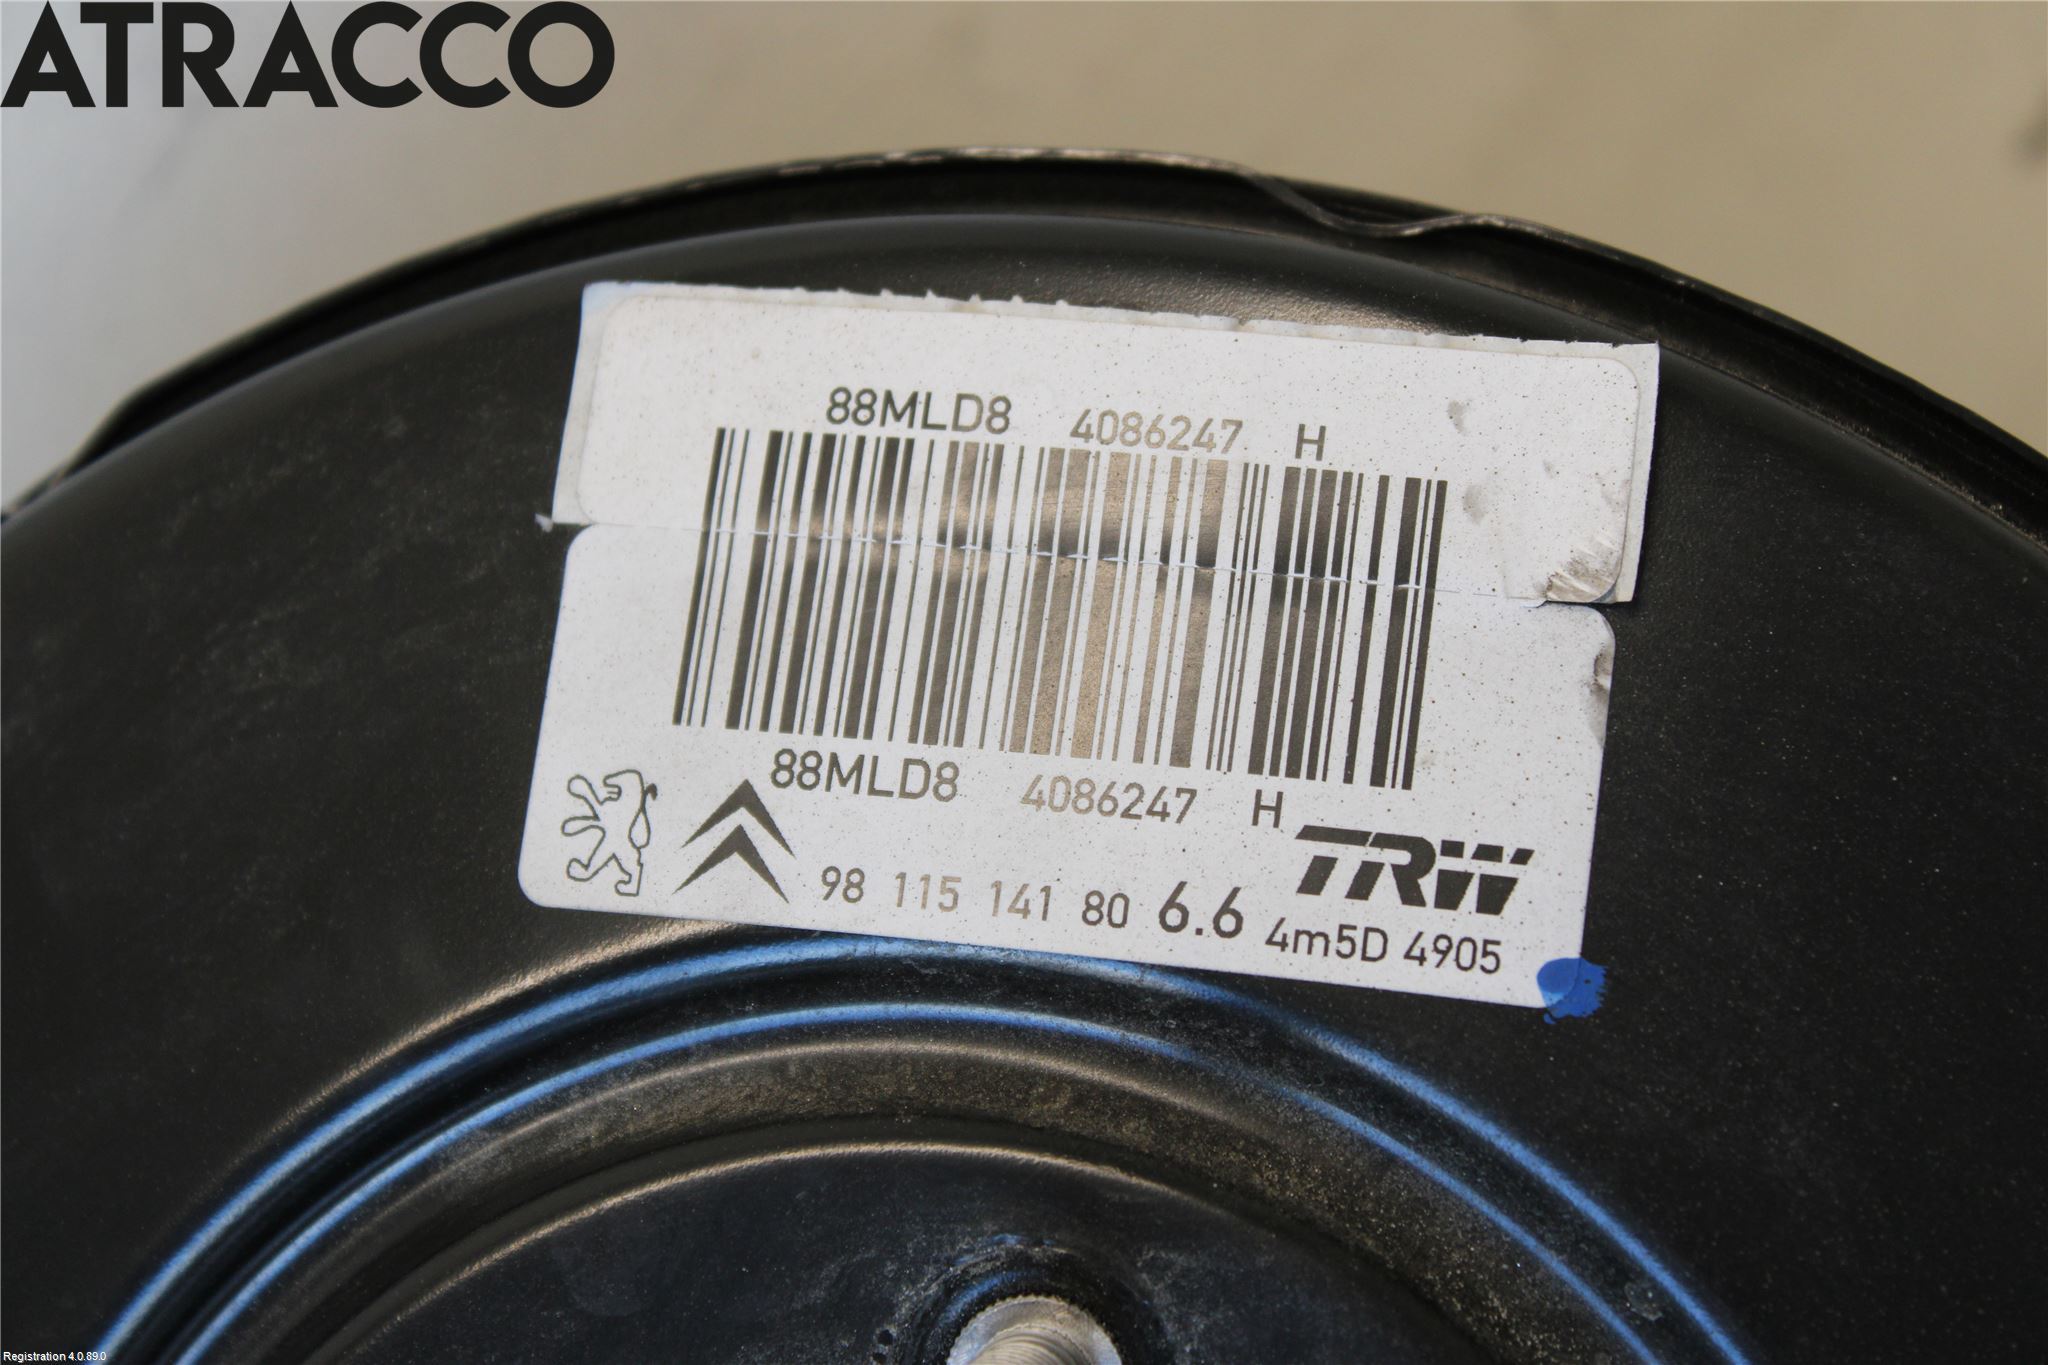 ATRACCO
88MLD8 4086247 H
88MLD8 4086247 H
TRW
98 115 141 80 6.6 4m5D 4905
Registration 4.0.89.0